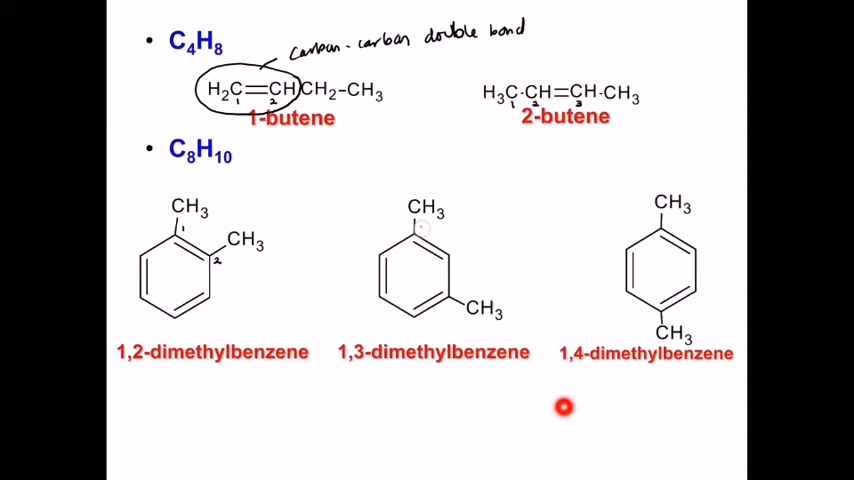 • C₄H₈
carbon-carbon double bond
H₂C=CHCH₂-CH₃
1 2
H₃C·CH=CH·CH₃
1 2 3
1-butene
2-butene
• C₈H₁₀
CH₃
1
CH₃
2
1,2-dimethylbenzene
CH₃
1
CH₃
1,3-dimethylbenzene
CH₃
CH₃
1,4-dimethylbenzene